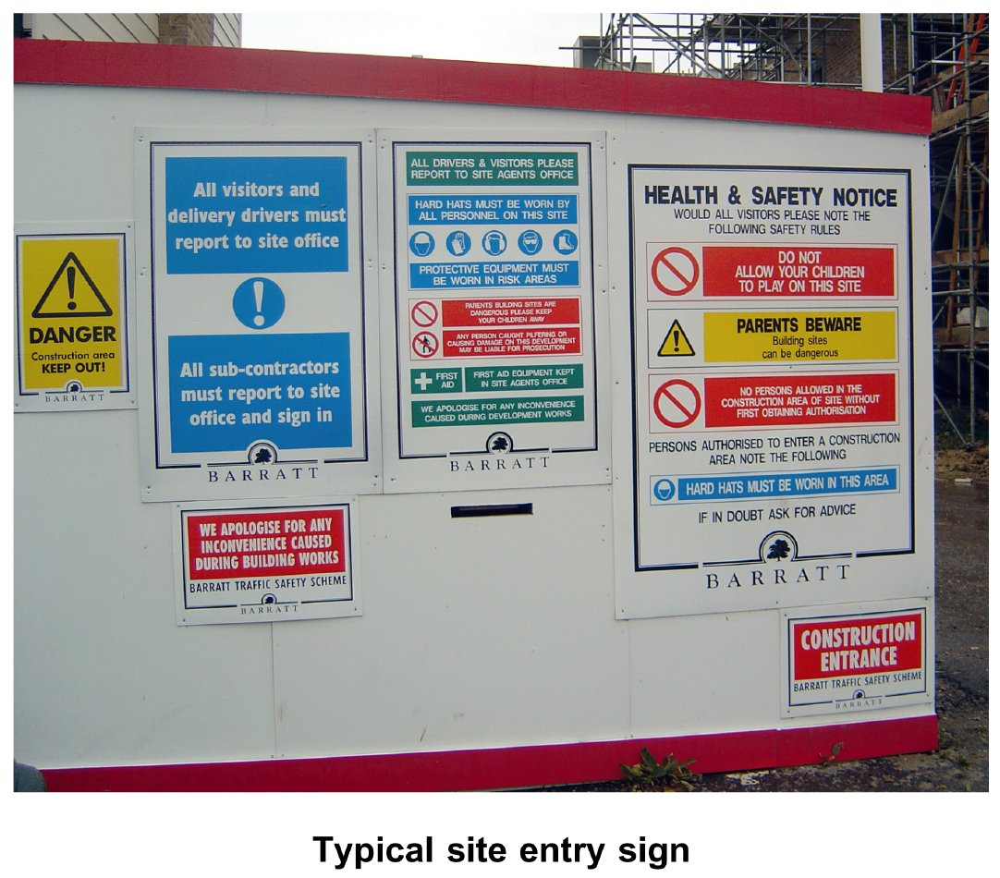 DANGER
Construction area
KEEP OUT!
BARRATT
All visitors and
delivery drivers must
report to site office
All sub-contractors
must report to site
office and sign in
BARRATT
WE APOLOGISE FOR ANY
INCONVENIENCE CAUSED
DURING BUILDING WORKS
BARRATT TRAFFIC SAFETY SCHEME
BARRATT
ALL DRIVERS & VISITORS PLEASE
REPORT TO SITE AGENTS OFFICE
HARD HATS MUST BE WORN BY
ALL PERSONNEL ON THIS SITE
PROTECTIVE EQUIPMENT MUST
BE WORN IN RISK AREAS
PARENTS BUILDING SITES ARE
DANGEROUS PLEASE KEEP
YOUR CHILDREN AWAY
ANY PERSON CAUGHT PILFERING OR
CAUSING DAMAGE ON THIS DEVELOPMENT
MAY BE LIABLE FOR PROSECUTION
FIRST
AID
FIRST AID EQUIPMENT KEPT
IN SITE AGENTS OFFICE
WE APOLOGISE FOR ANY INCONVENIENCE
CAUSED DURING DEVELOPMENT WORKS
BARRATT
HEALTH & SAFETY NOTICE
WOULD ALL VISITORS PLEASE NOTE THE
FOLLOWING SAFETY RULES
DO NOT
ALLOW YOUR CHILDREN
TO PLAY ON THIS SITE
PARENTS BEWARE
Building sites
can be dangerous
NO PERSONS ALLOWED IN THE
CONSTRUCTION AREA OF SITE WITHOUT
FIRST OBTAINING AUTHORISATION
PERSONS AUTHORISED TO ENTER A CONSTRUCTION
AREA NOTE THE FOLLOWING
HARD HATS MUST BE WORN IN THIS AREA
IF IN DOUBT ASK FOR ADVICE
BARRATT
CONSTRUCTION
ENTRANCE
BARRATT TRAFFIC SAFETY SCHEME
BARRATT
Typical site entry sign